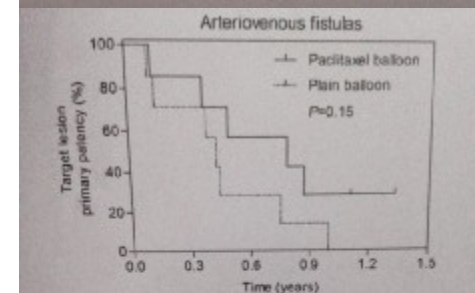 Arteriovenous fistulas
Paclitaxel balloon
Plain balloon
P=0.15
Target lesion
primary patency (%)
100
80
60
40
20
0
0.0 0.3 0.6 0.9 1.2 1.5
Time (years)